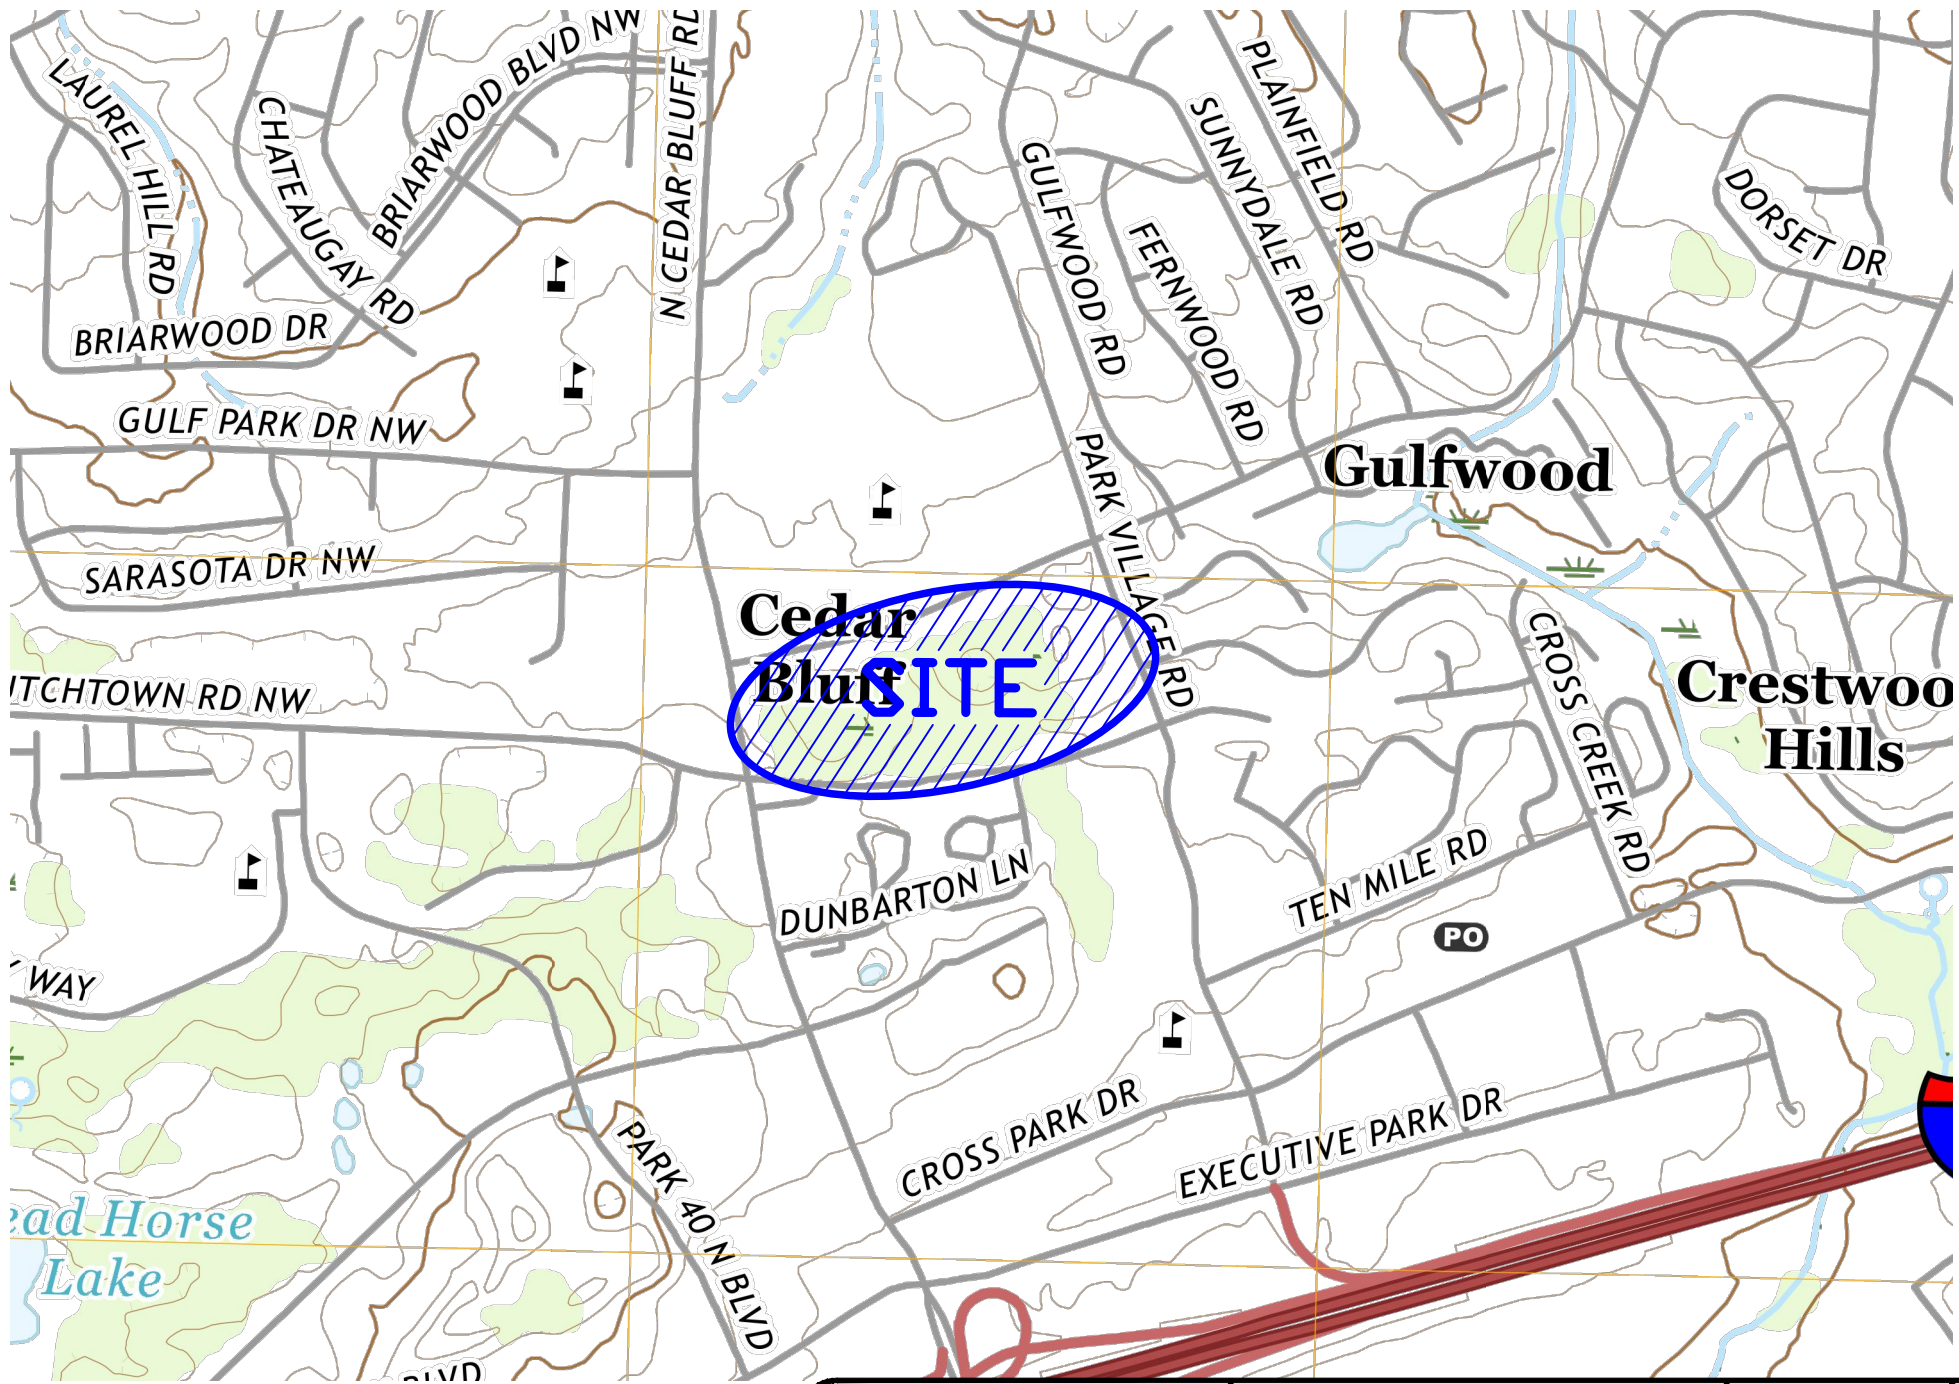 BRIARWOOD BLVD NW
N CEDAR BLUFF RD
LAUREL HILL RD
CHATEAUGAY RD
PLAINFIELD RD
SUNNYDALE RD
GULFWOOD RD
FERNWOOD RD
DORSET DR
BRIARWOOD DR
GULF PARK DR NW
PARK VILLAGE RD
Gulfwood
SARASOTA DR NW
Cedar
Bluff
SITE
CROSS CREEK RD
UTCHTOWN RD NW
Crestwoo
Hills
DUNBARTON LN
TEN MILE RD
PO
Y WAY
CROSS PARK DR
EXECUTIVE PARK DR
PARK 40 N BLVD
ead Horse
Lake
BLVD